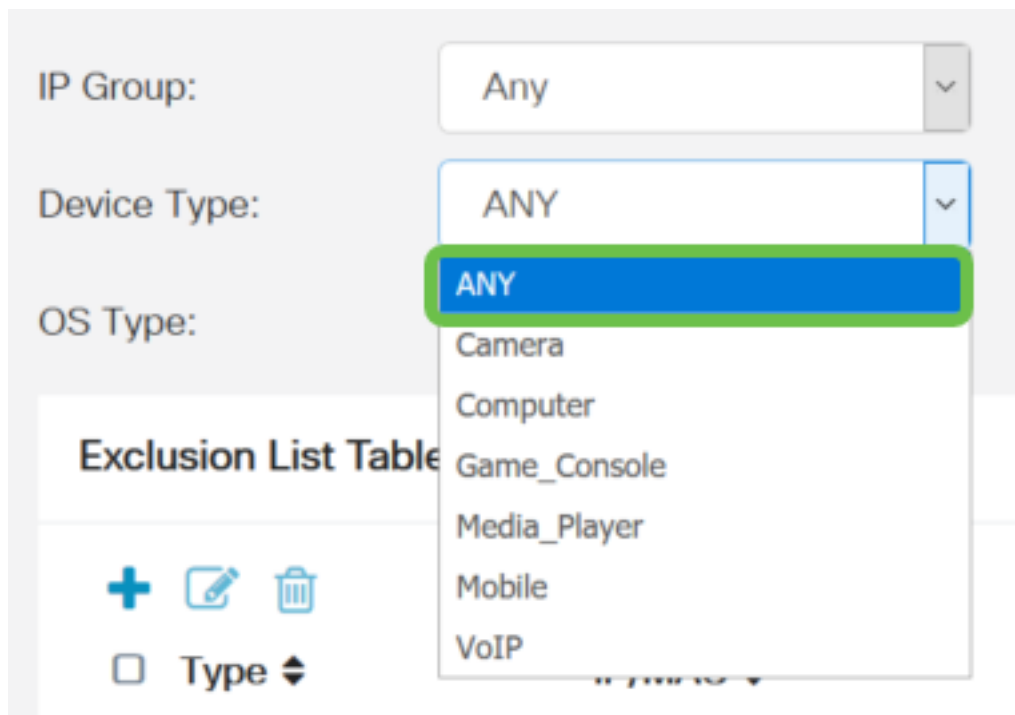 IP Group: Any
Device Type: ANY
ANY
OS Type:
Camera
Computer
Exclusion List Table
Game_Console
Media_Player
Mobile
VoIP
Type